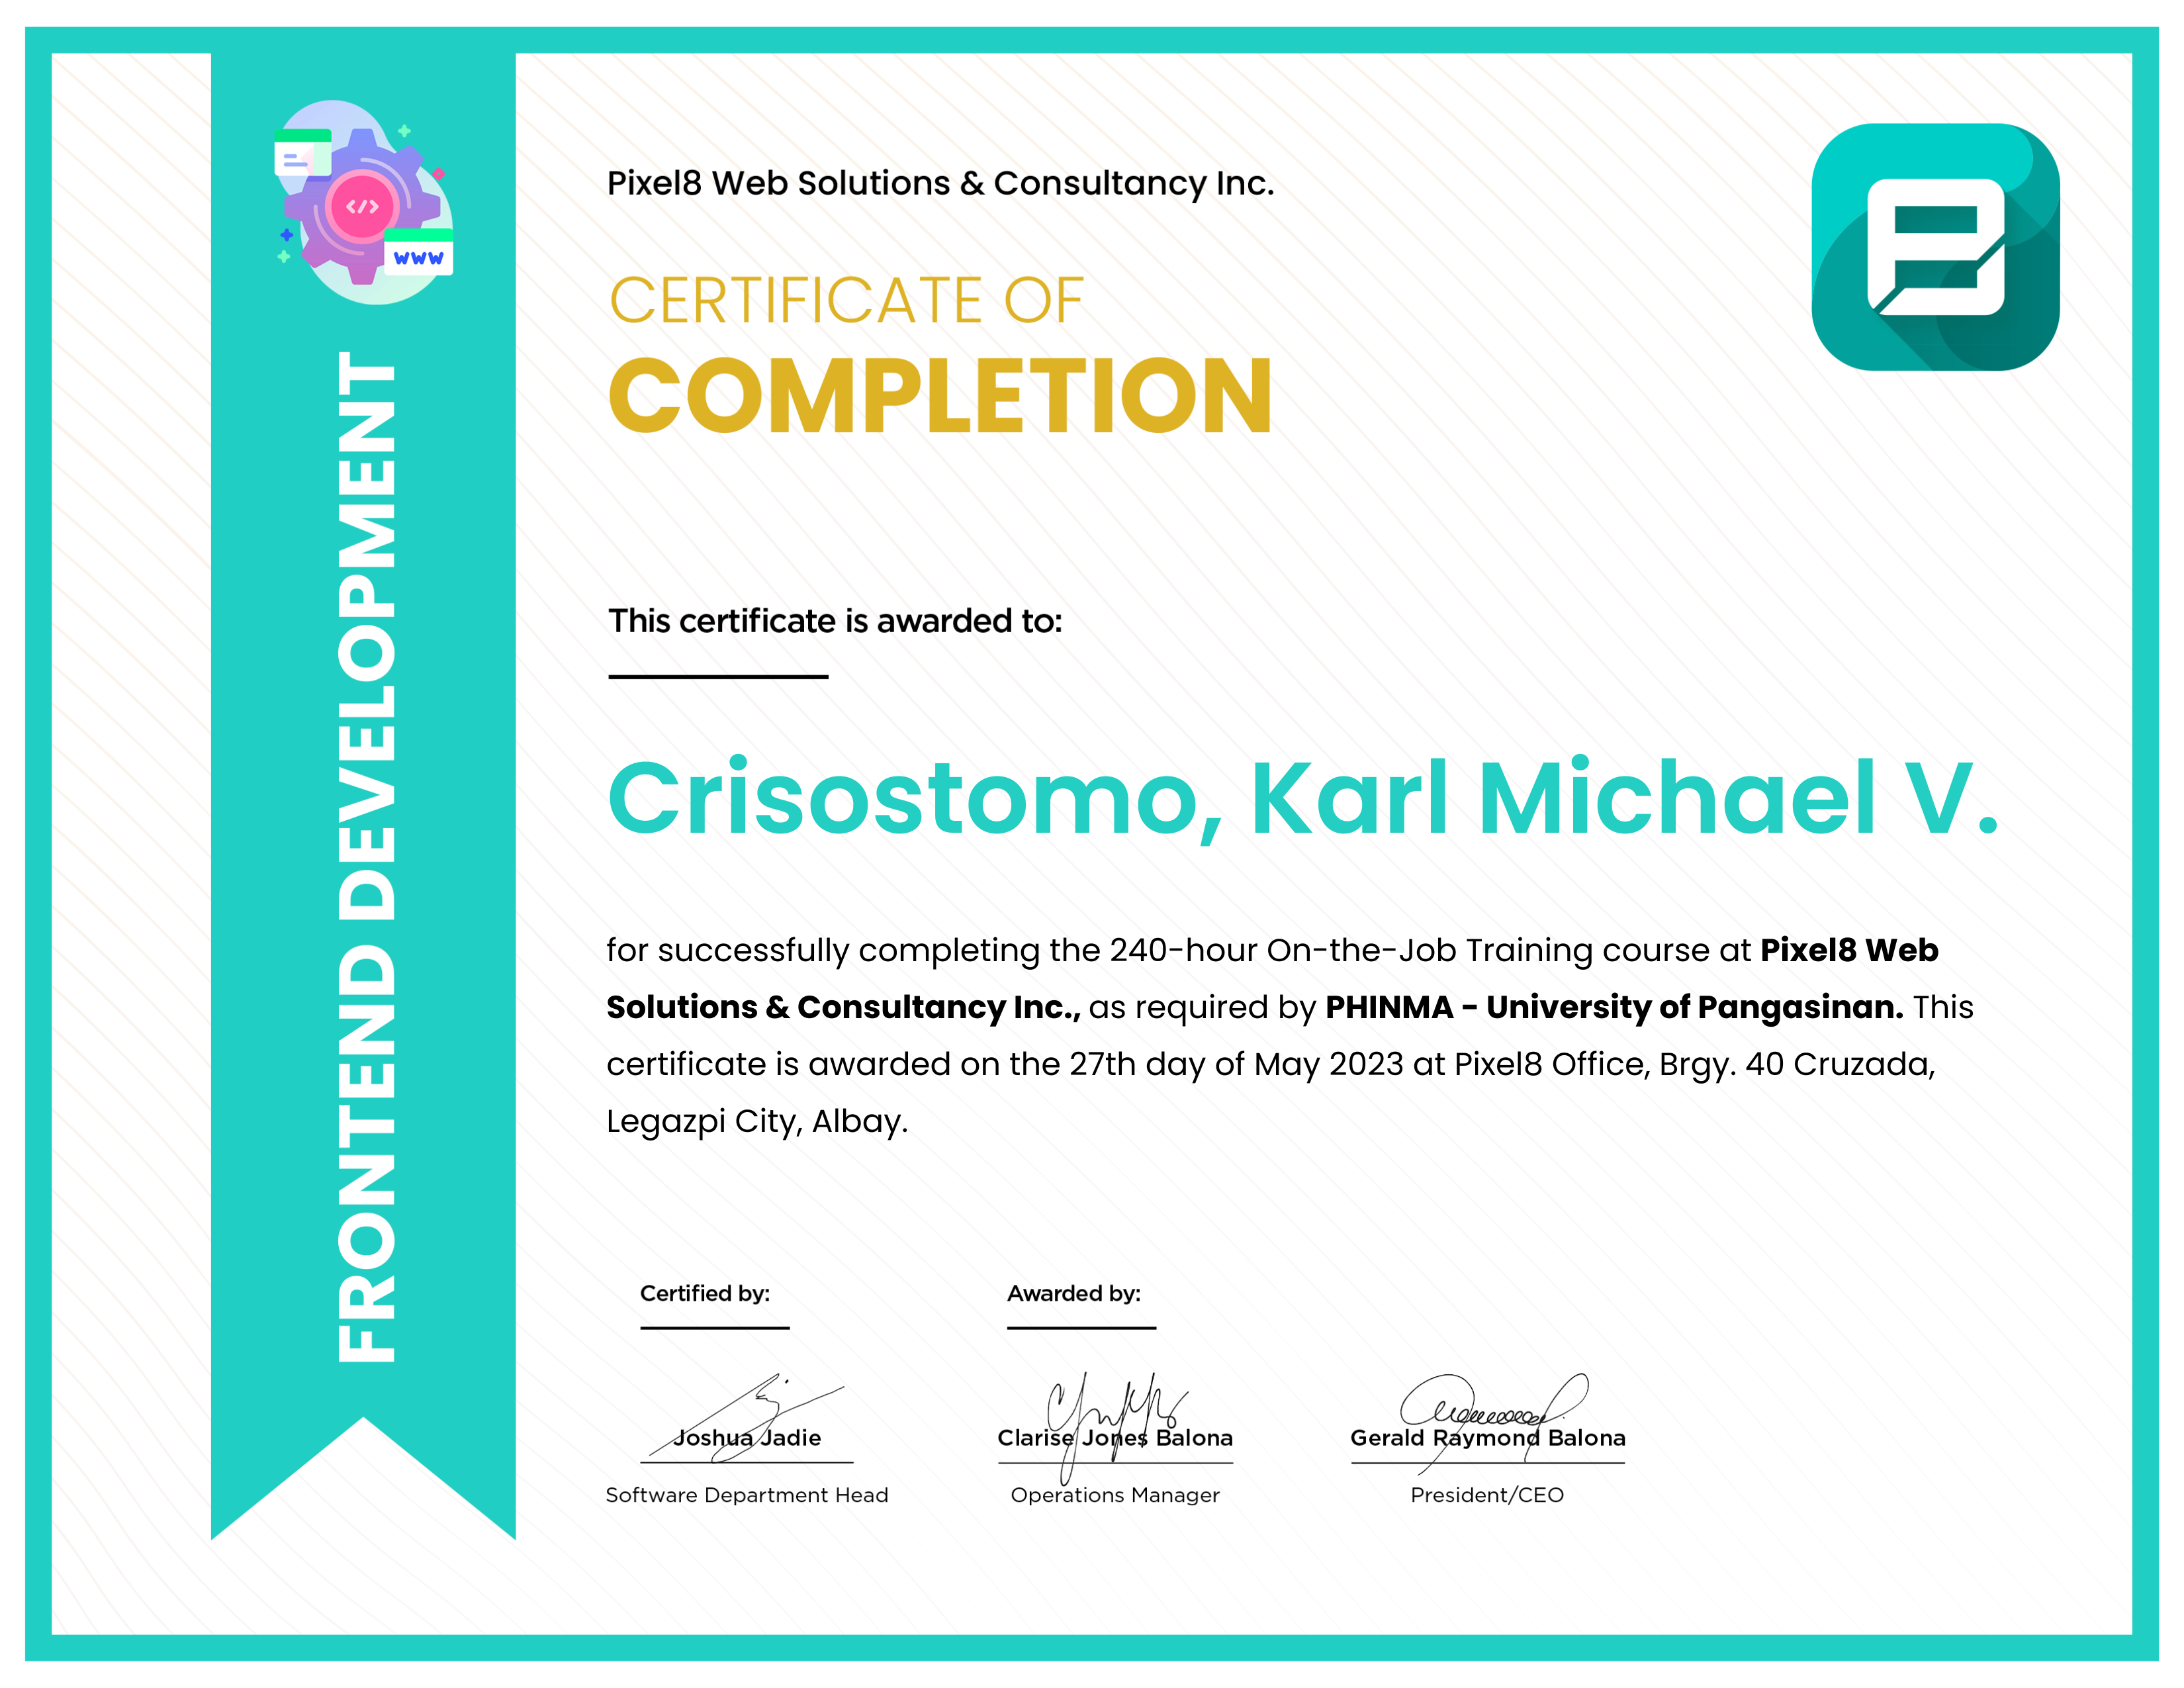 FRONTEND DEVELOPMENT
</>
www
Pixel8 Web Solutions & Consultancy Inc.
CERTIFICATE OF
COMPLETION
This certificate is awarded to:
Crisostomo, Karl Michael V.
for successfully completing the 240-hour On-the-Job Training course at Pixel8 Web
Solutions & Consultancy Inc., as required by PHINMA - University of Pangasinan. This
certificate is awarded on the 27th day of May 2023 at Pixel8 Office, Brgy. 40 Cruzada,
Legazpi City, Albay.
Certified by:
Joshua Jadie
Software Department Head
Awarded by:
Clarise Jones Balona
Operations Manager
Gerald Raymond Balona
President/CEO